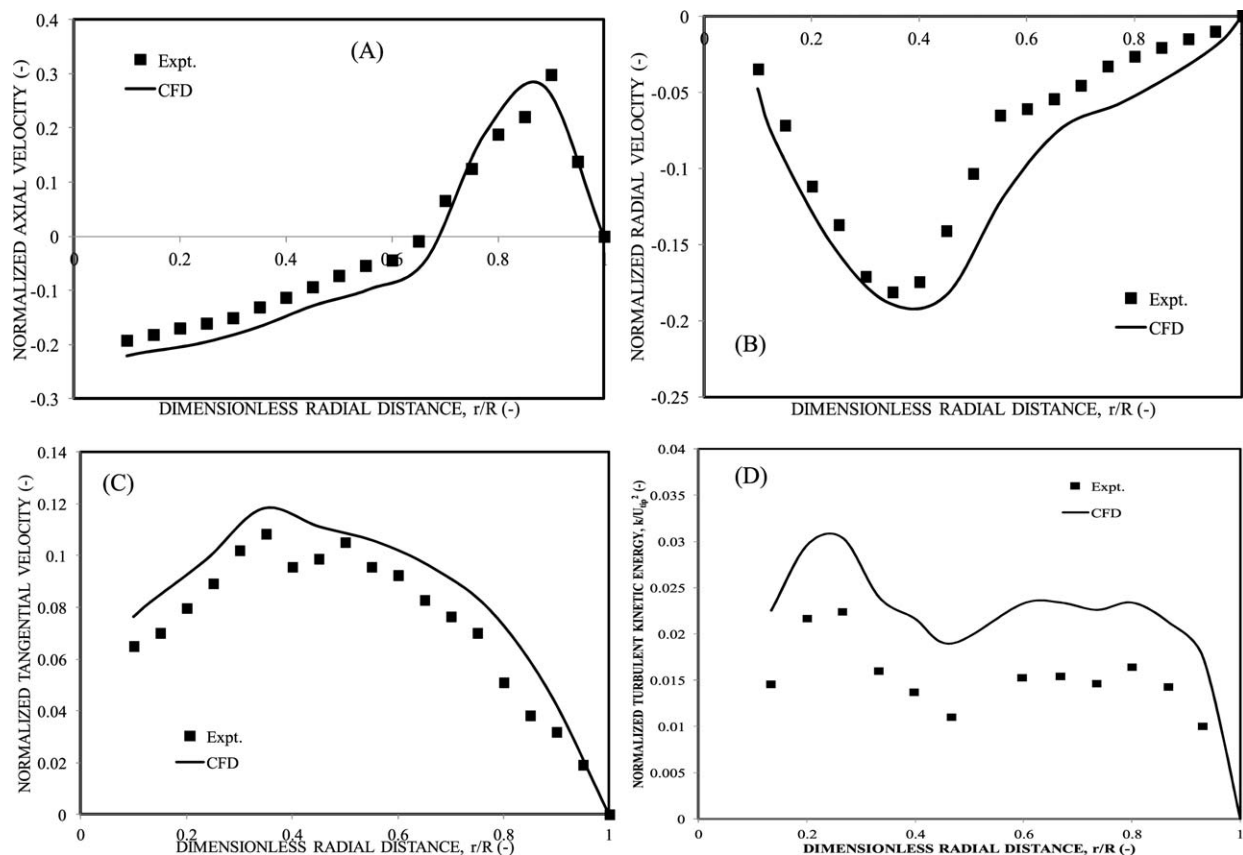 (A)
Expt.
CFD
NORMALIZED AXIAL VELOCITY (-)
0.4
0.3
0.2
0.1
0
-0.1
-0.2
-0.3
0 0.2 0.4 0.6 0.8 1
DIMENSIONLESS RADIAL DISTANCE, r/R (-)
(B)
Expt.
CFD
NORMALIZED RADIAL VELOCITY (-)
0
-0.05
-0.1
-0.15
-0.2
-0.25
0 0.2 0.4 0.6 0.8 1
DIMENSIONLESS RADIAL DISTANCE, r/R (-)
(C)
Expt.
CFD
NORMALIZED TANGENTIAL VELOCITY (-)
0.14
0.12
0.1
0.08
0.06
0.04
0.02
0
0 0.2 0.4 0.6 0.8 1
DIMENSIONLESS RADIAL DISTANCE, r/R (-)
(D)
Expt.
CFD
NORMALIZED TURBULENT KINETIC ENERGY, k/U_tip² (-)
0.04
0.035
0.03
0.025
0.02
0.015
0.01
0.005
0
0 0.2 0.4 0.6 0.8 1
DIMENSIONLESS RADIAL DISTANCE, r/R (-)